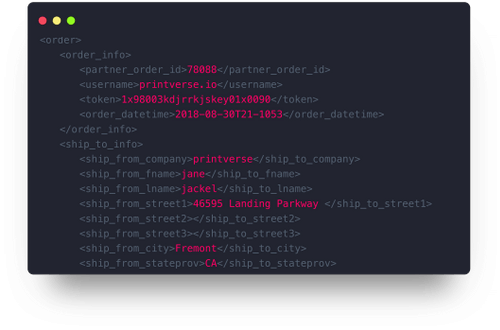 <order>
<order_info>
<partner_order_id>78088</partner_order_id>
<username>printverse.io</username>
<token>1x98003kdjrrkjskey01x0090</token>
<order_datetime>2018-08-30T21-1053</order_datetime>
</order_info>
<ship_to_info>
<ship_from_company>printverse</ship_to_company>
<ship_from_fname>jane</ship_to_fname>
<ship_from_lname>jackel</ship_to_lname>
<ship_from_street1>46595 Landing Parkway </ship_to_street1>
<ship_from_street2></ship_to_street2>
<ship_from_street3></ship_to_street3>
<ship_from_city>Fremont</ship_to_city>
<ship_from_stateprov>CA</ship_to_stateprov>